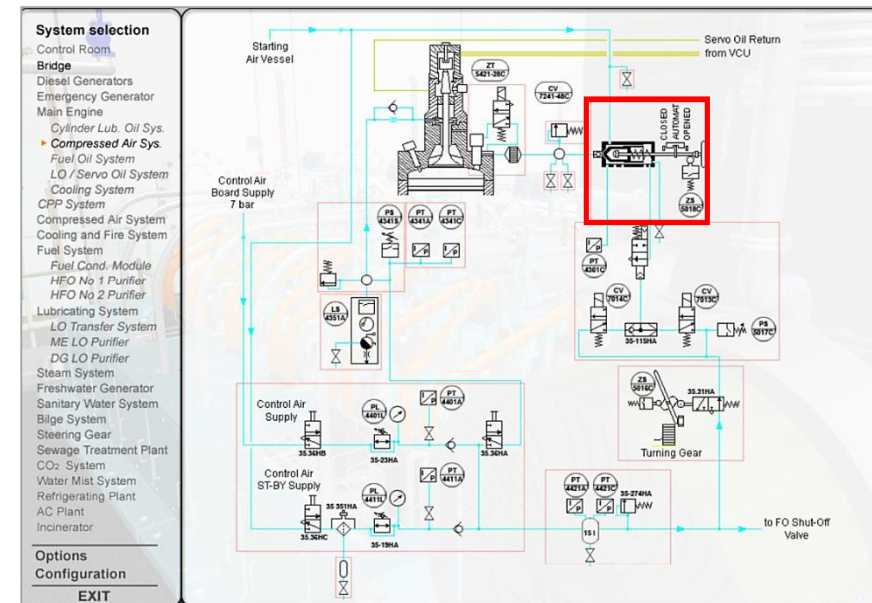 System selection
Control Room
Bridge
Diesel Generators
Emergency Generator
Main Engine
Cylinder Lub. Oil Sys.
Compressed Air Sys.
Fuel Oil System
LO / Servo Oil System
Cooling System
CPP System
Compressed Air System
Cooling and Fire System
Fuel System
Fuel Cond. Module
HFO No 1 Purifier
HFO No 2 Purifier
Lubricating System
LO Transfer System
ME LO Purifier
DG LO Purifier
Steam System
Freshwater Generator
Sanitary Water System
Bilge System
Steering Gear
Sewage Treatment Plant
CO2 System
Water Mist System
Refrigerating Plant
AC Plant
Incinerator
Options
Configuration
EXIT
Starting
Air Vessel
Servo Oil Return
from VCU
ZT
5421-28C
CV
7241-48C
CLOSED
AUTOMAT
OPENED
ZS
5018C
Control Air
Board Supply
7 bar
PS
4341S
PT
4341A
PT
4341C
I
P
I
P
LS
4351A
I
P
PT
4301C
CV
7014C
CV
7013C
35-115HA
PS
5017C
ZS
5016C
35.31HA
Turning Gear
Control Air
Supply
35.36HB
PL
4401L
35-23HA
I
P
PT
4401A
35.36HA
Control Air
ST-BY Supply
35.36HC
35 351HA
PL
4411L
35-19HA
I
P
PT
4411A
PT
4421A
PT
4421C
35-274HA
I
P
I
P
15 l
to FO Shut-Off
Valve